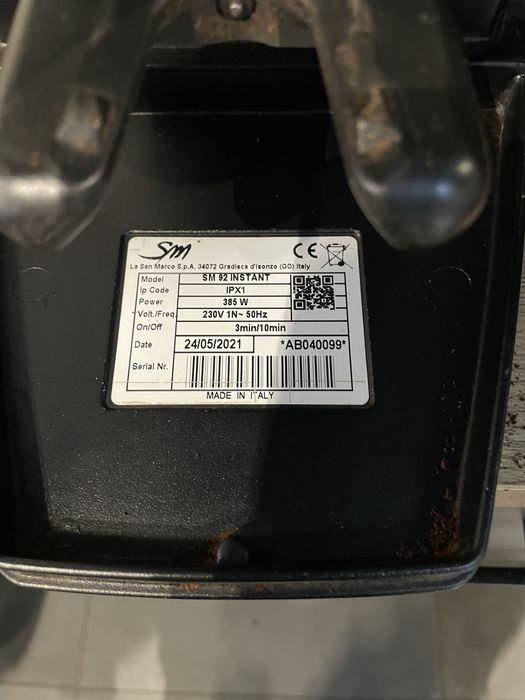 Sm CE
La San Marco S.p.A. 34072 Gradisca d'Isonzo (GO) Italy
Model SM 92 INSTANT
Ip Code IPX1
Power 385 W
Volt./Freq. 230V 1N~ 50Hz
On/Off 3min/10min
Date 24/05/2021 *AB040099*
Serial Nr.
MADE IN ITALY